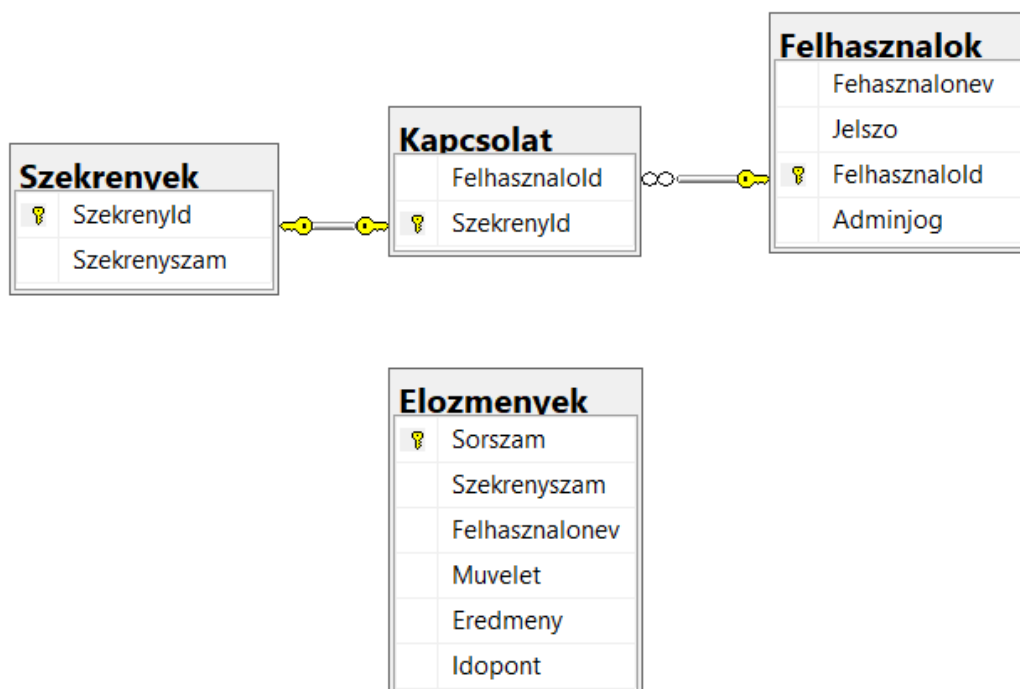 Szekrenyek
SzekrenyId
Szekrenyszam
Kapcsolat
FelhasznaloId
SzekrenyId
Felhasznalok
Fehasznalonev
Jelszo
FelhasznaloId
Adminjog
Elozmenyek
Sorszam
Szekrenyszam
Felhasznalonev
Muvelet
Eredmeny
Idopont